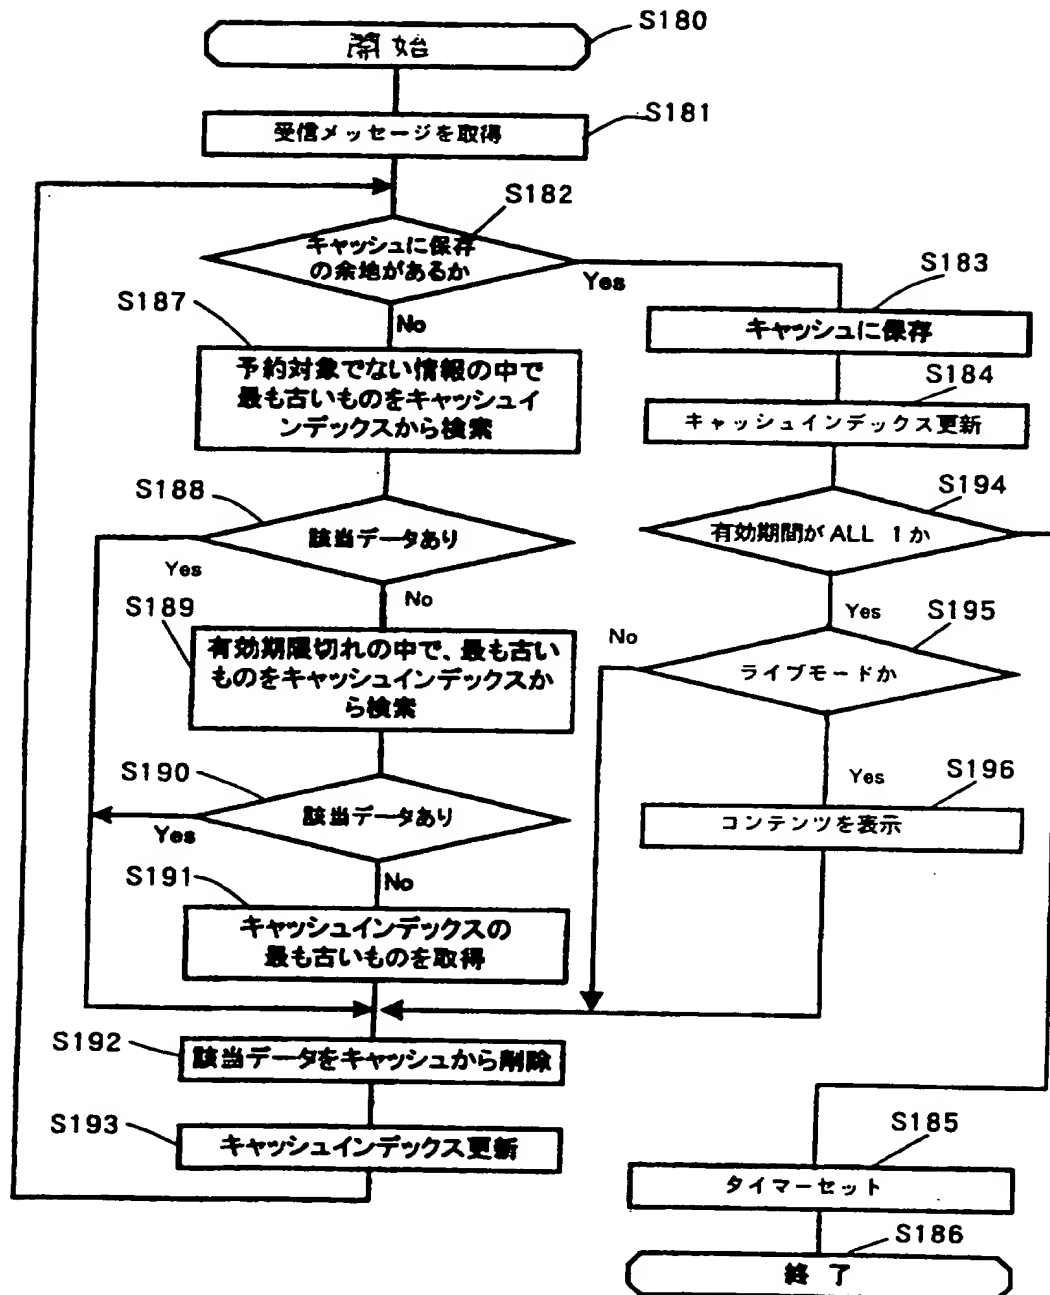 開始
S180
受信メッセージを取得
S181
S182
キャッシュに保存
の余地があるか
Yes
No
S183
キャッシュに保存
S187
予約対象でない情報の中で
最も古いものをキャッシュイ
ンデックスから検索
S184
キャッシュインデックス更新
S188
該当データあり
Yes
No
S194
有効期間がALL 1か
Yes
S189
有効期限切れの中で、最も古い
ものをキャッシュインデックスか
ら検索
S195
No
ライブモードか
Yes
S190
該当データあり
Yes
No
S196
コンテンツを表示
S191
キャッシュインデックスの
最も古いものを取得
S192
該当データをキャッシュから削除
S193
キャッシュインデックス更新
S185
タイマーセット
S186
終了